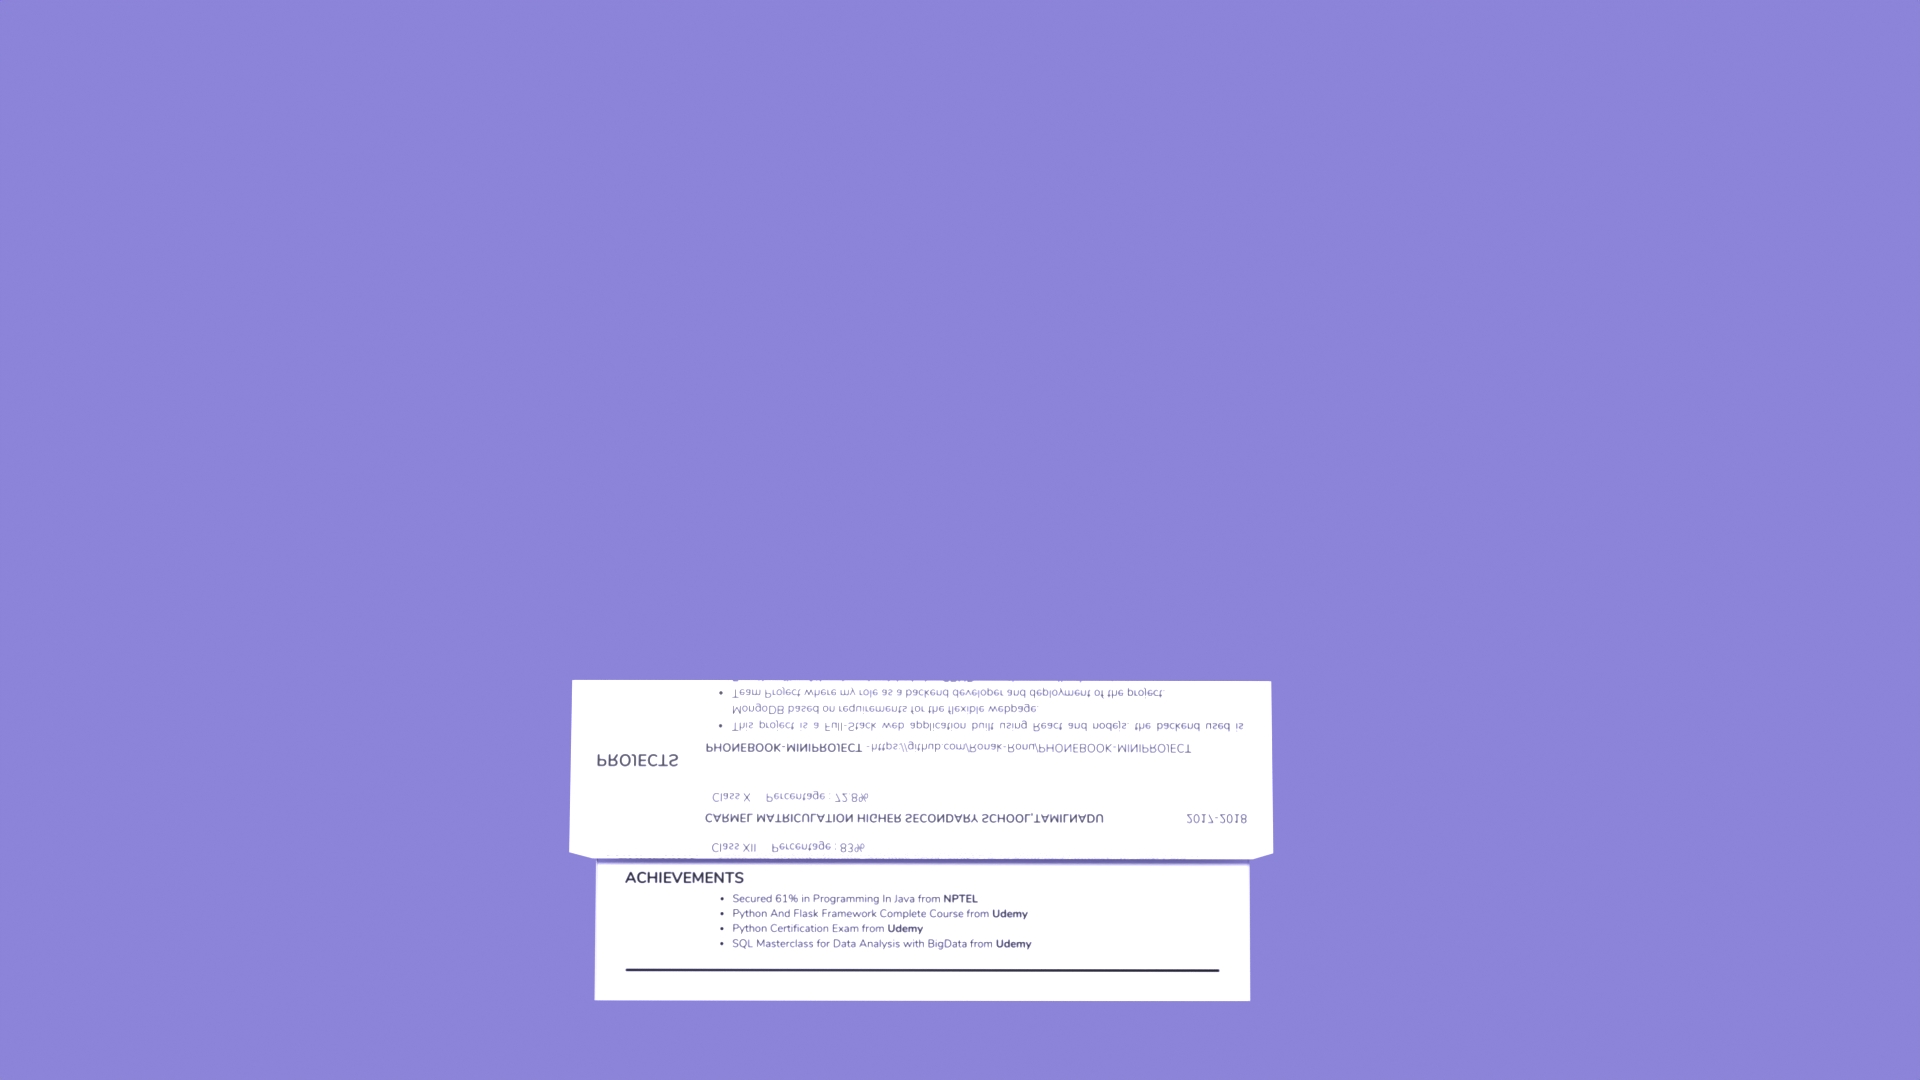 Team Project where my role as a backend developer and deployment of the project.
MongoDB based on requirements for the flexible webpage.
• This project is a Full-Stack web application built using React and nodejs. the backend used is
PHONEBOOK-MINIPROJECT -https://github.com/Ronak-Ronu/PHONEBOOK-MINIPROJECT
PROJECTS
Class X Percentage : 72.8%
CARMEL MATRICULATION HIGHER SECONDARY SCHOOL,TAMILNADU 2017-2018
Class XII Percentage : 83%
ACHIEVEMENTS
• Secured 61% in Programming In Java from NPTEL
• Python And Flask Framework Complete Course from Udemy
• Python Certification Exam from Udemy
• SQL Masterclass for Data Analysis with BigData from Udemy